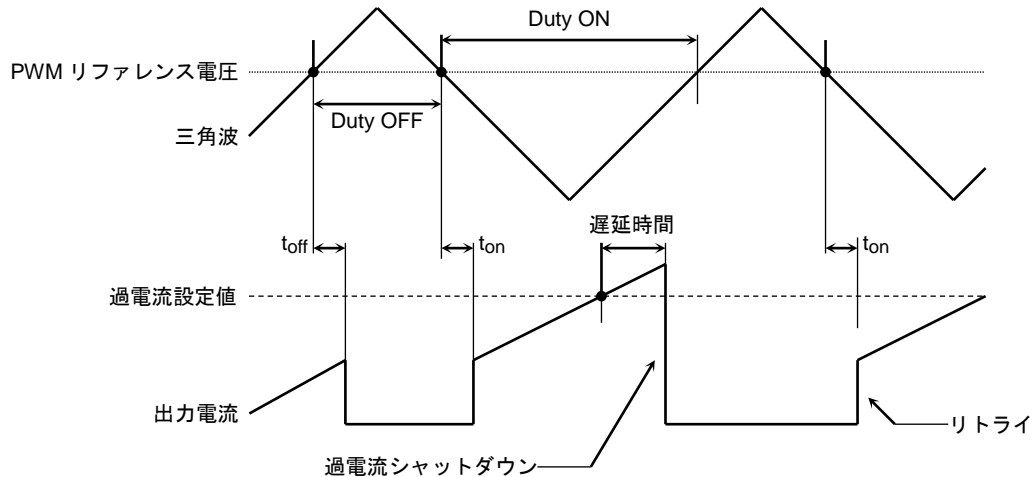 Duty ON
PWM リファレンス電圧
Duty OFF
三角波
遅延時間
toff
ton
ton
過電流設定値
出力電流
リトライ
過電流シャットダウン